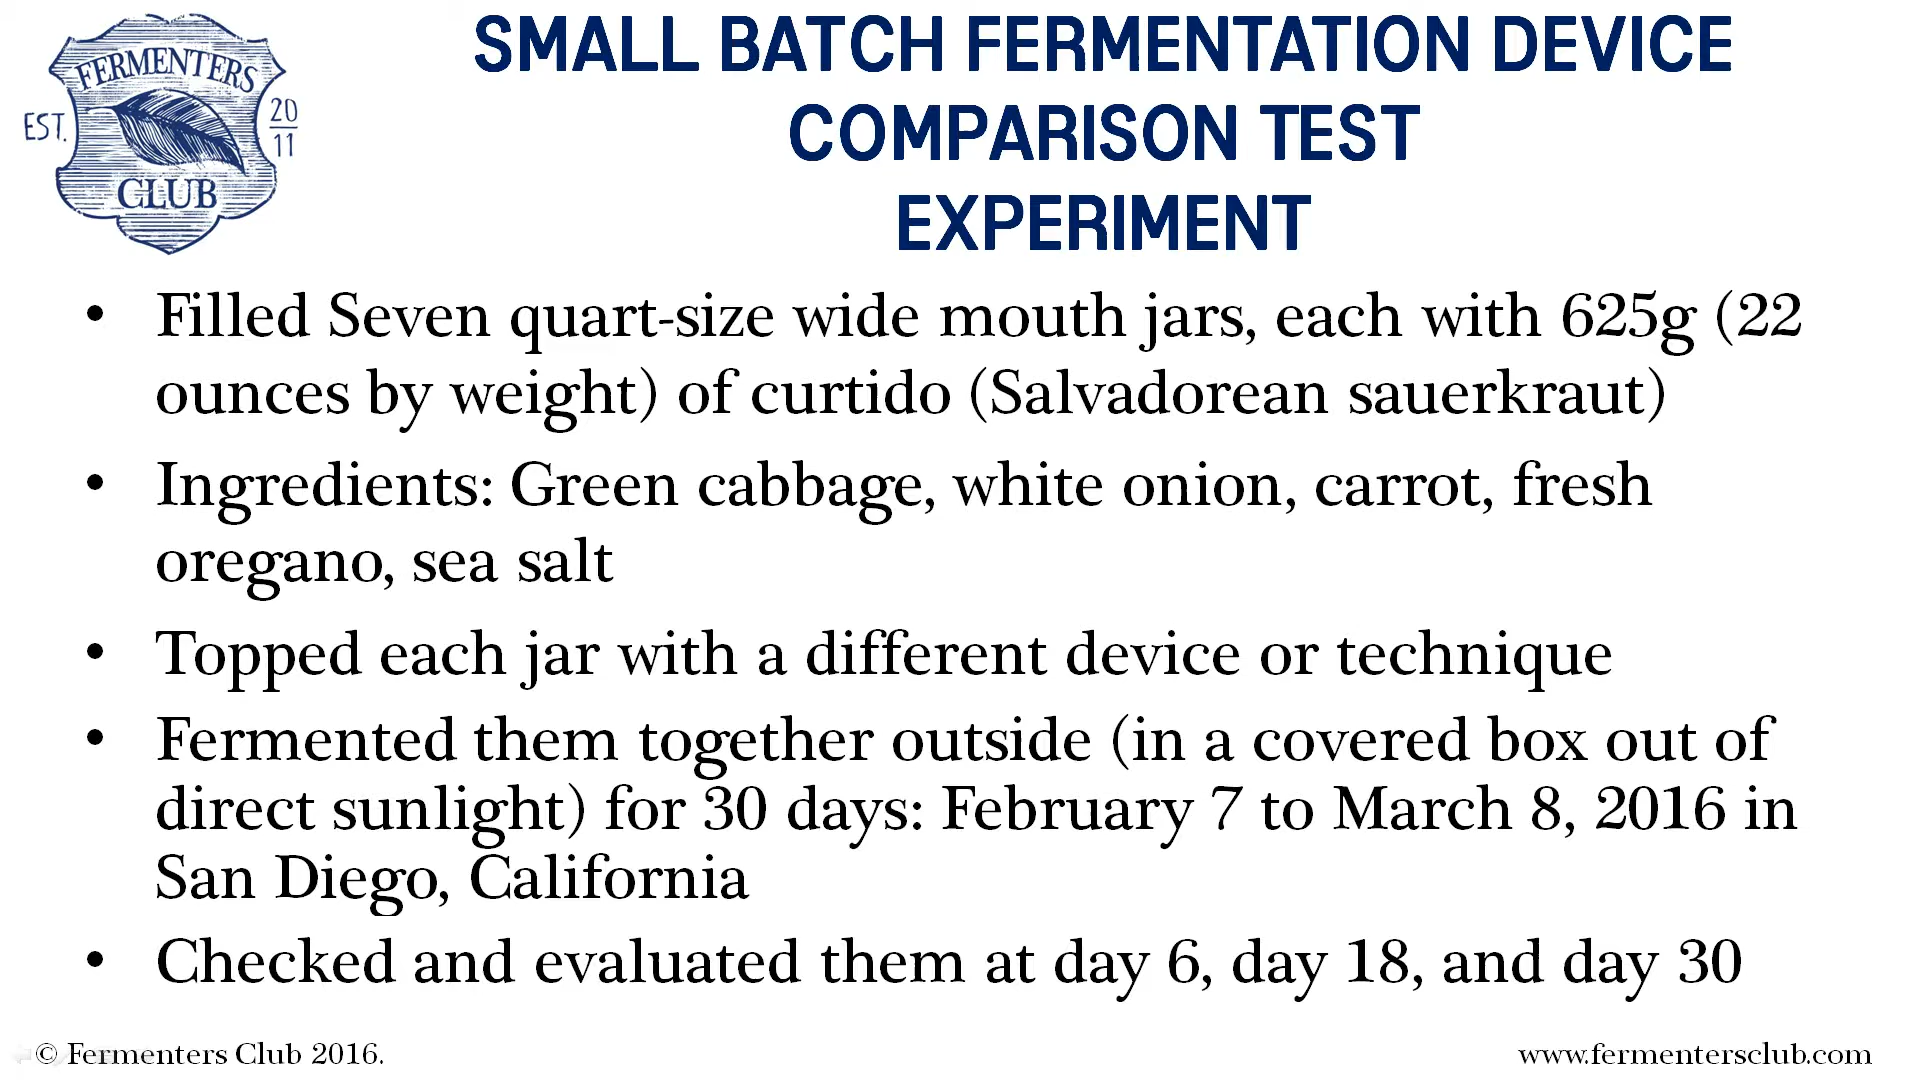 FERMENTERS
EST.
20
11
CLUB
SMALL BATCH FERMENTATION DEVICE
COMPARISON TEST
EXPERIMENT
• Filled Seven quart-size wide mouth jars, each with 625g (22
ounces by weight) of curtido (Salvadorean sauerkraut)
• Ingredients: Green cabbage, white onion, carrot, fresh
oregano, sea salt
• Topped each jar with a different device or technique
• Fermented them together outside (in a covered box out of
direct sunlight) for 30 days: February 7 to March 8, 2016 in
San Diego, California
• Checked and evaluated them at day 6, day 18, and day 30
© Fermenters Club 2016.
www.fermentersclub.com